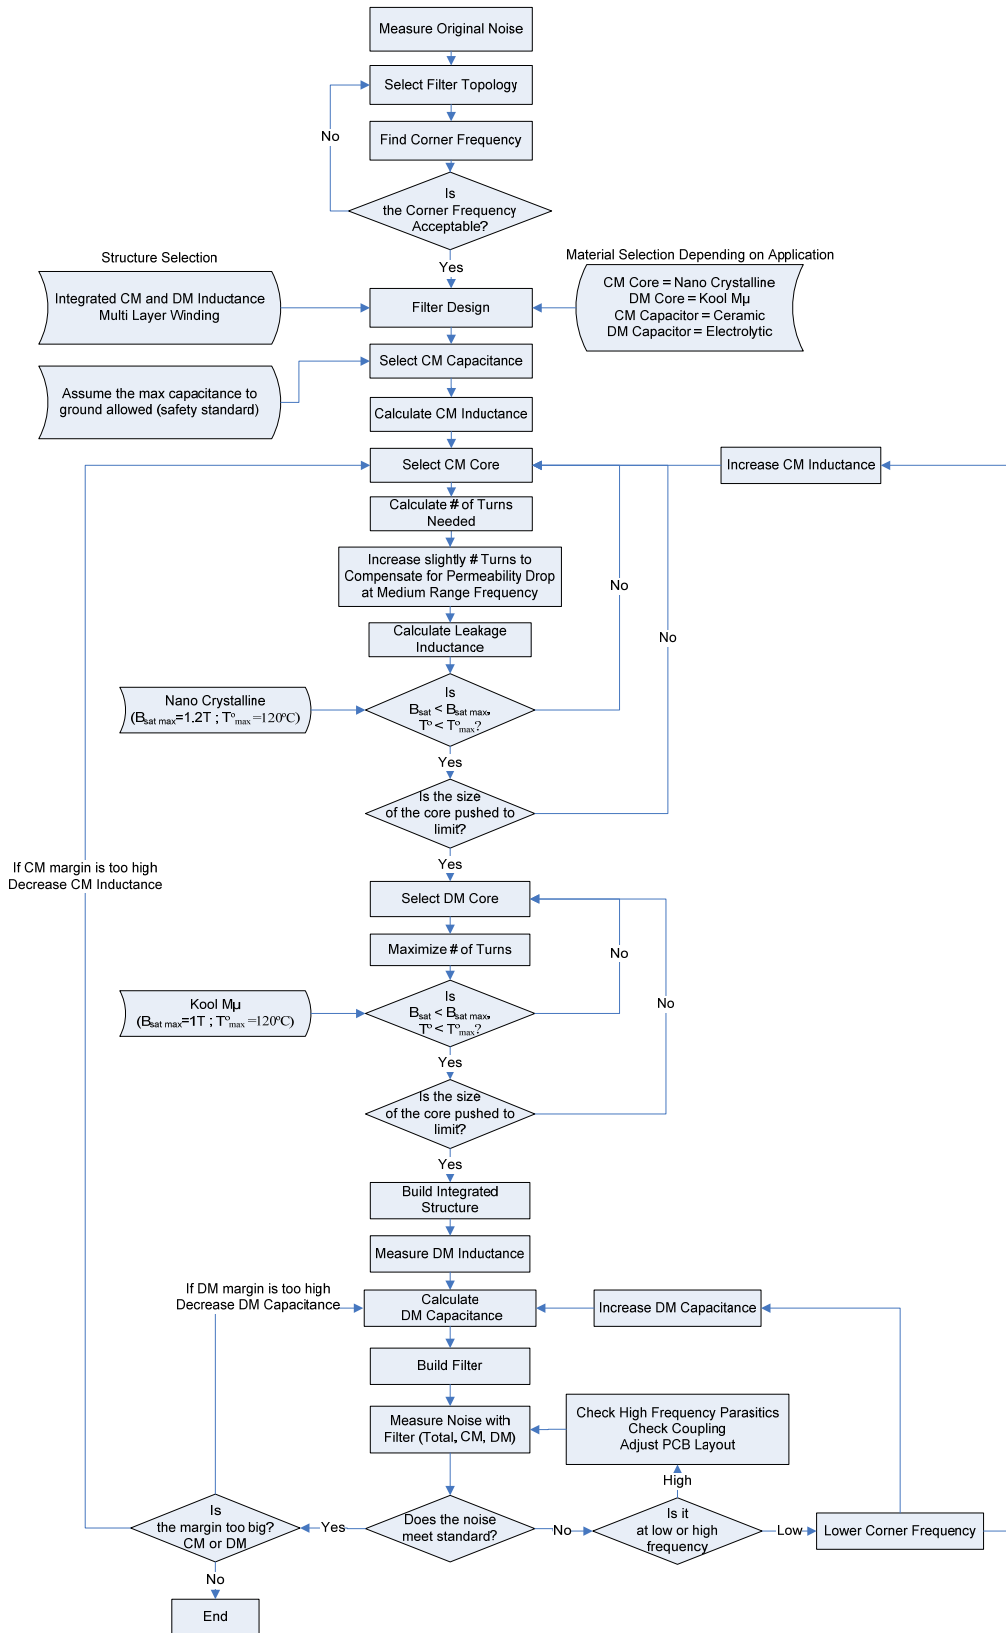 Measure Original Noise
Select Filter Topology
No
Find Corner Frequency
Is
the Corner Frequency
Acceptable?
Yes
Structure Selection
Integrated CM and DM Inductance
Multi Layer Winding
Filter Design
Material Selection Depending on Application
CM Core = Nano Crystalline
DM Core = Kool Mµ
CM Capacitor = Ceramic
DM Capacitor = Electrolytic
Select CM Capacitance
Assume the max capacitance to
ground allowed (safety standard)
Calculate CM Inductance
Select CM Core
Increase CM Inductance
Calculate # of Turns
Needed
Increase slightly # Turns to
Compensate for Permeability Drop
at Medium Range Frequency
No
No
Calculate Leakage
Inductance
Nano Crystalline
(Bsat max=1.2T ; Tºmax =120ºC)
Is
Bsat < Bsat max,
Tº < Tºmax?
Yes
Is the size
of the core pushed to
limit?
Yes
If CM margin is too high
Decrease CM Inductance
Select DM Core
Maximize # of Turns
No
No
Kool Mµ
(Bsat max=1T ; Tºmax =120ºC)
Is
Bsat < Bsat max,
Tº < Tºmax?
Yes
Is the size
of the core pushed to
limit?
Yes
Build Integrated
Structure
Measure DM Inductance
If DM margin is too high
Decrease DM Capacitance
Calculate
DM Capacitance
Increase DM Capacitance
Build Filter
Measure Noise with
Filter (Total, CM, DM)
Check High Frequency Parasitics
Check Coupling
Adjust PCB Layout
High
Is
the margin too big?
CM or DM
Yes
Does the noise
meet standard?
No
Is it
at low or high
frequency
Low
Lower Corner Frequency
No
End